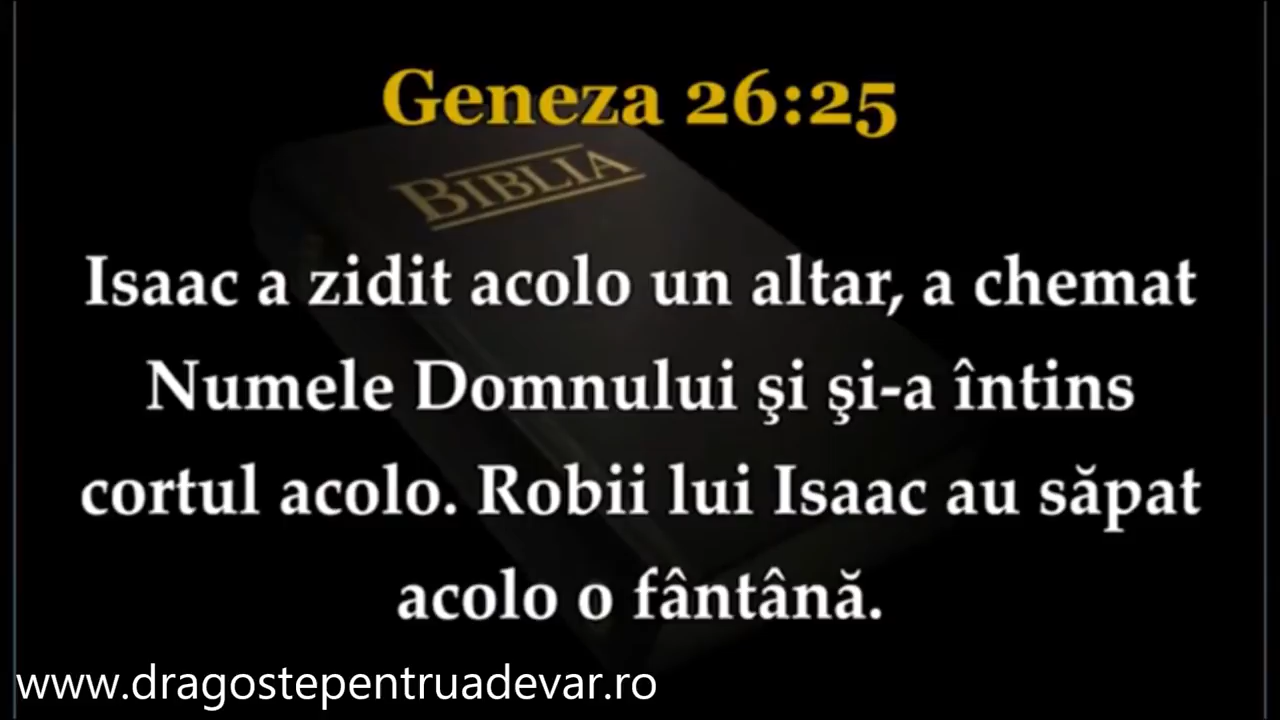 Geneza 26:25
BIBLIA
Isaac a zidit acolo un altar, a chemat
Numele Domnului şi şi-a întins
cortul acolo. Robii lui Isaac au săpat
acolo o fântână.
www.dragostepentruadevar.ro